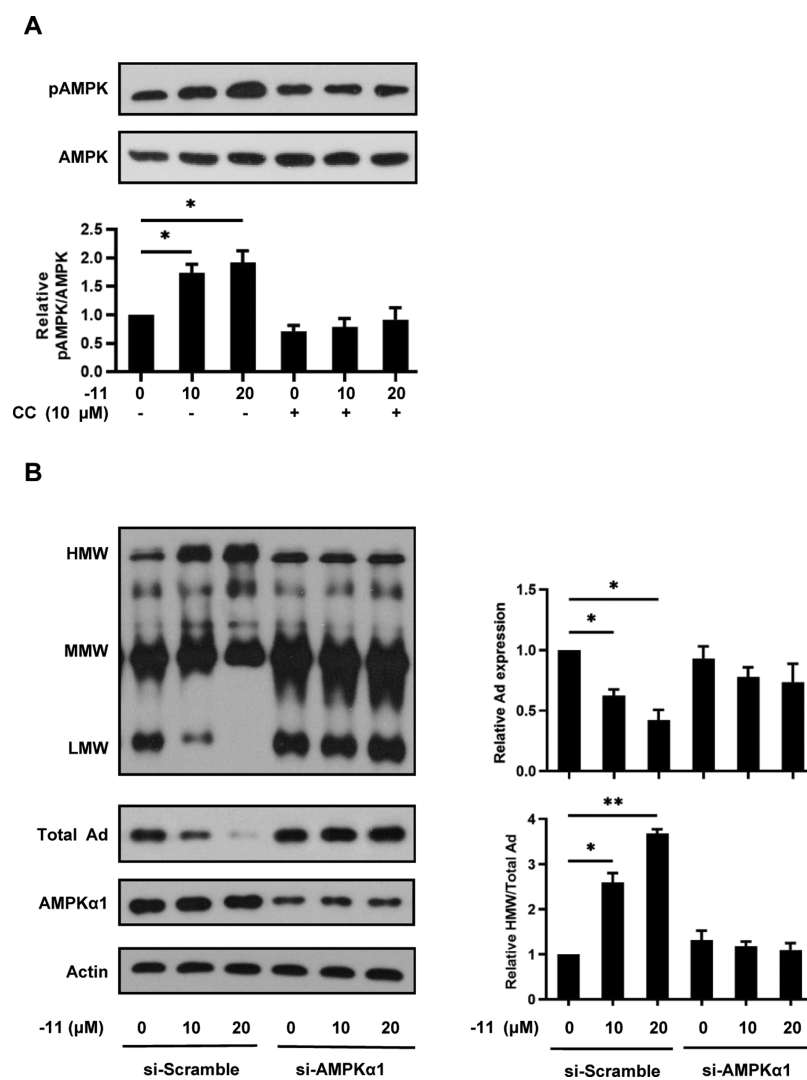 A
pAMPK
AMPK
Relative
pAMPK/AMPK
2.5
2.0
1.5
1.0
0.5
0.0
*
*
-11 0 10 20 0 10 20
CC (10 µM) - - - + + +
B
HMW
MMW
LMW
Total Ad
AMPKα1
Actin
-11 (µM) 0 10 20 0 10 20
si-Scramble si-AMPKα1
Relative Ad expression
1.5
1.0
0.5
0.0
*
*
Relative HMW/Total Ad
4
3
2
1
0
**
*
-11 (µM) 0 10 20 0 10 20
si-Scramble si-AMPKα1